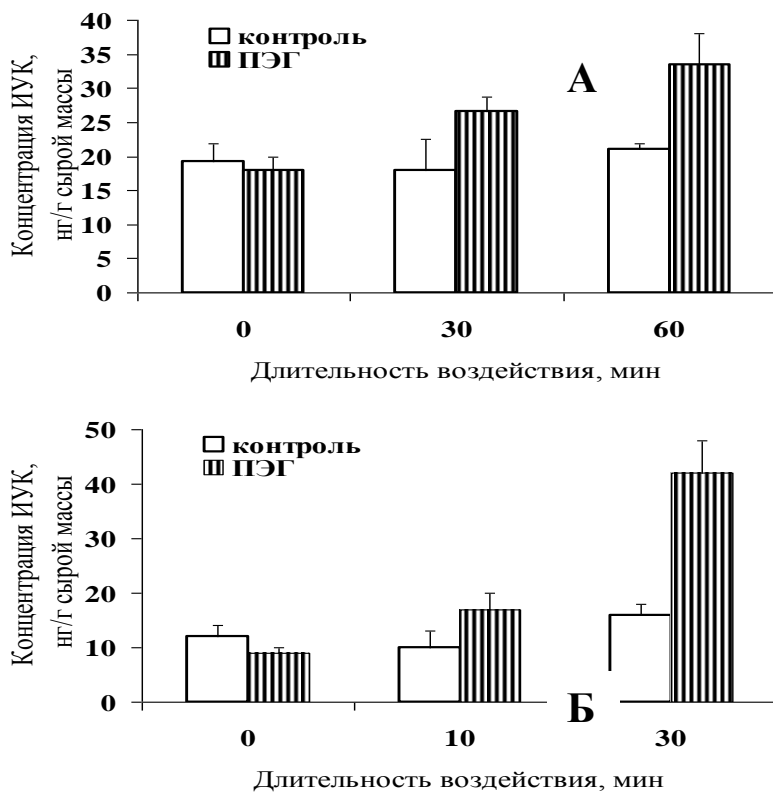 Концентрация ИУК,
нг/г сырой массы
40
35
30
25
20
15
10
5
0
контроль
ПЭГ
А
0 30 60
Длительность воздействия, мин
Концентрация ИУК,
нг/г сырой массы
50
40
30
20
10
0
контроль
ПЭГ
Б
0 10 30
Длительность воздействия, мин